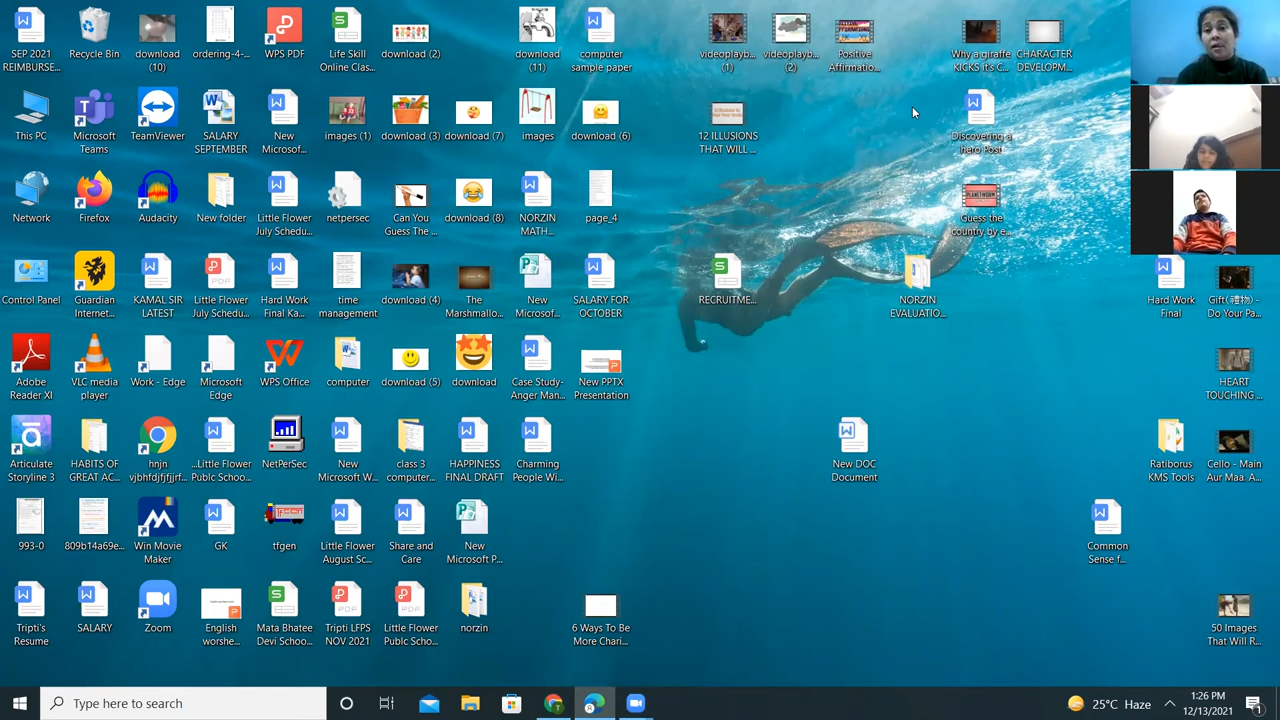 SEP 2021
REIMBURSE...
Recycle Bin
download
(10)
ordering-4-...
WPS PDF
Life Skill
Online Clas...
download (2)
download
(11)
computer
sample paper
videoplayb...
(1)
videoplayb...
(2)
Positive
Affirmatio...
Why a giraffe
KICKS it's C...
CHARACTER
DEVELOPM...
This PC
Microsoft
Teams
TeamViewer
SALARY
SEPTEMBER
New
Microsof...
images (1)
download (3)
download (7)
images
download (6)
12 ILLUSIONS
THAT WILL ...
Discovering a
hero Post...
Network
Firefox
Audacity
New folder
Little Flower
July Schedu...
netpersec
Can You
Guess The ...
download (8)
NORZIN
MATH...
page_4
PLANETWORM
Guess the
country by e...
Control Panel
Guardian
Internet...
KAMAL SIR
LATEST
Little Flower
July Schedu...
Hard Work
Final Ka...
time
management
download (4)
The
Marshmallo...
New
Microsof...
SALARY FOR
OCTOBER
RECRUITME...
NORZIN
EVALUATIO...
Hard Work
Final
Gift(禮物) -
Do Your Pa...
Adobe
Reader XI
VLC media
player
Work - Edge
Microsoft
Edge
WPS Office
computer
download (5)
download
Case Study-
Anger Man...
New PPTX
Presentation
HEART
TOUCHING ...
Articulate
Storyline 3
HABITS OF
GREAT AC...
hnjn
vjbhfdjfjfjjrf...
...Little Flower
Publc Schoo...
NetPerSec
New
Microsoft W...
class 3
computer...
HAPPINESS
FINAL DRAFT
Charming
People Wi...
New DOC
Document
Ratiborus
KMS Tools
Cello - Main
Aur Maa. A...
993-0
809b14a69e...
Win Movie
Maker
GK
tfgen
Little Flower
August Sc...
Share and
Care
New
Microsoft P...
Common
Sense f...
Tripti's
Resume
SALARY
Zoom
English
worshe...
Mata Bhatee
Devi Schoo...
Tripti LFPS
NOV 2021
Little Flower
Publc Scho...
norzin
6 Ways To Be
More Chari...
50 Images
That Will R...
Type here to search
25°C Haze
1:26 PM
12/13/2021